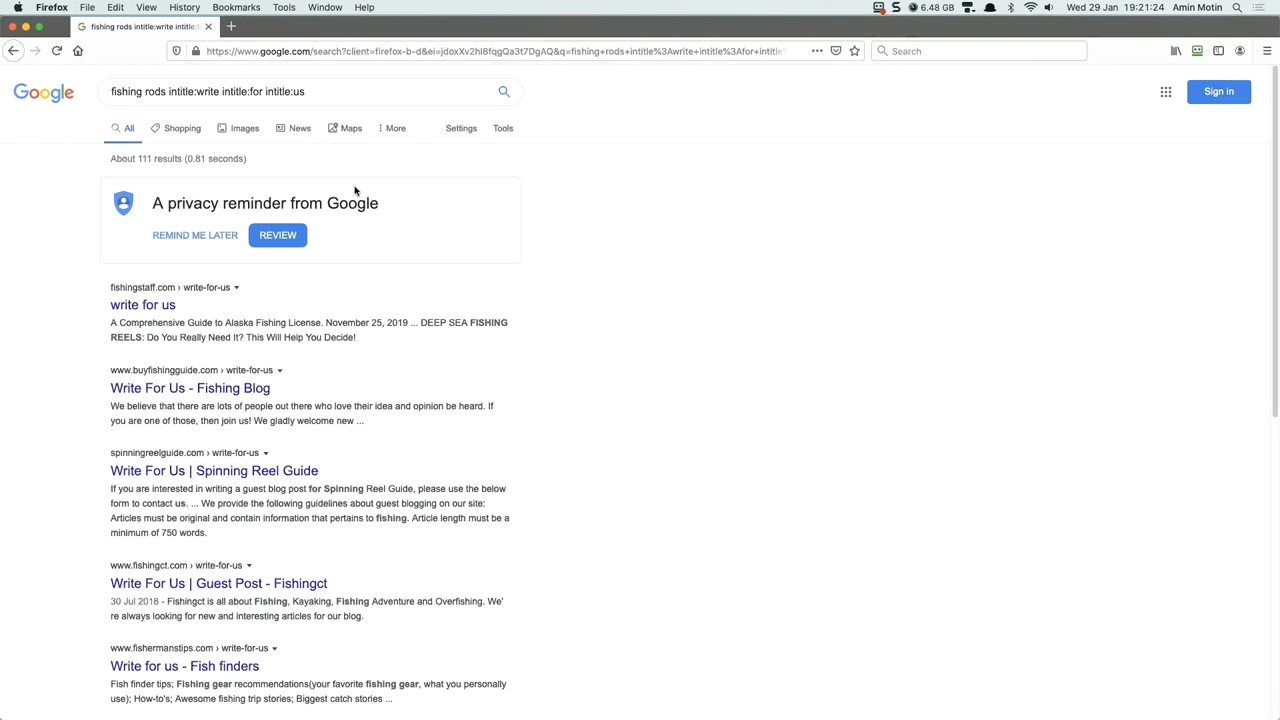 Firefox File Edit View History Bookmarks Tools Window Help 6.48 GB Wed 29 Jan 19:21:24 Amin Motin
fishing rods intitle:write intitle:f
https://www.google.com/search?client=firefox-b-d&ei=jdoxXv2hI8fqgQa3t7DgAQ&q=fishing+rods+intitle%3Awrite+intitle%3Afor+intitle% Search
Google fishing rods intitle:write intitle:for intitle:us Sign in
All Shopping Images News Maps More Settings Tools
About 111 results (0.81 seconds)
A privacy reminder from Google
REMIND ME LATER REVIEW
fishingstaff.com › write-for-us
write for us
A Comprehensive Guide to Alaska Fishing License. November 25, 2019 ... DEEP SEA FISHING
REELS: Do You Really Need It? This Will Help You Decide!
www.buyfishingguide.com › write-for-us
Write For Us - Fishing Blog
We believe that there are lots of people out there who love their idea and opinion be heard. If
you are one of those, then join us! We gladly welcome new ...
spinningreelguide.com › write-for-us
Write For Us | Spinning Reel Guide
If you are interested in writing a guest blog post for Spinning Reel Guide, please use the below
form to contact us. ... We provide the following guidelines about guest blogging on our site:
Articles must be original and contain information that pertains to fishing. Article length must be a
minimum of 750 words.
www.fishingct.com › write-for-us
Write For Us | Guest Post - Fishingct
30 Jul 2018 - Fishingct is all about Fishing, Kayaking, Fishing Adventure and Overfishing. We'
re always looking for new and interesting articles for our blog.
www.fishermanstips.com › write-for-us
Write for us - Fish finders
Fish finder tips; Fishing gear recommendations(your favorite fishing gear, what you personally
use); How-to's; Awesome fishing trip stories; Biggest catch stories ...